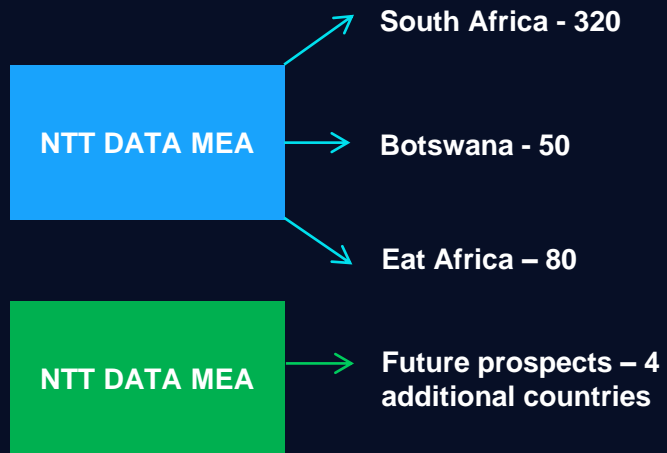 South Africa - 320
NTT DATA MEA
Botswana - 50
Eat Africa – 80
NTT DATA MEA
Future prospects – 4
additional countries